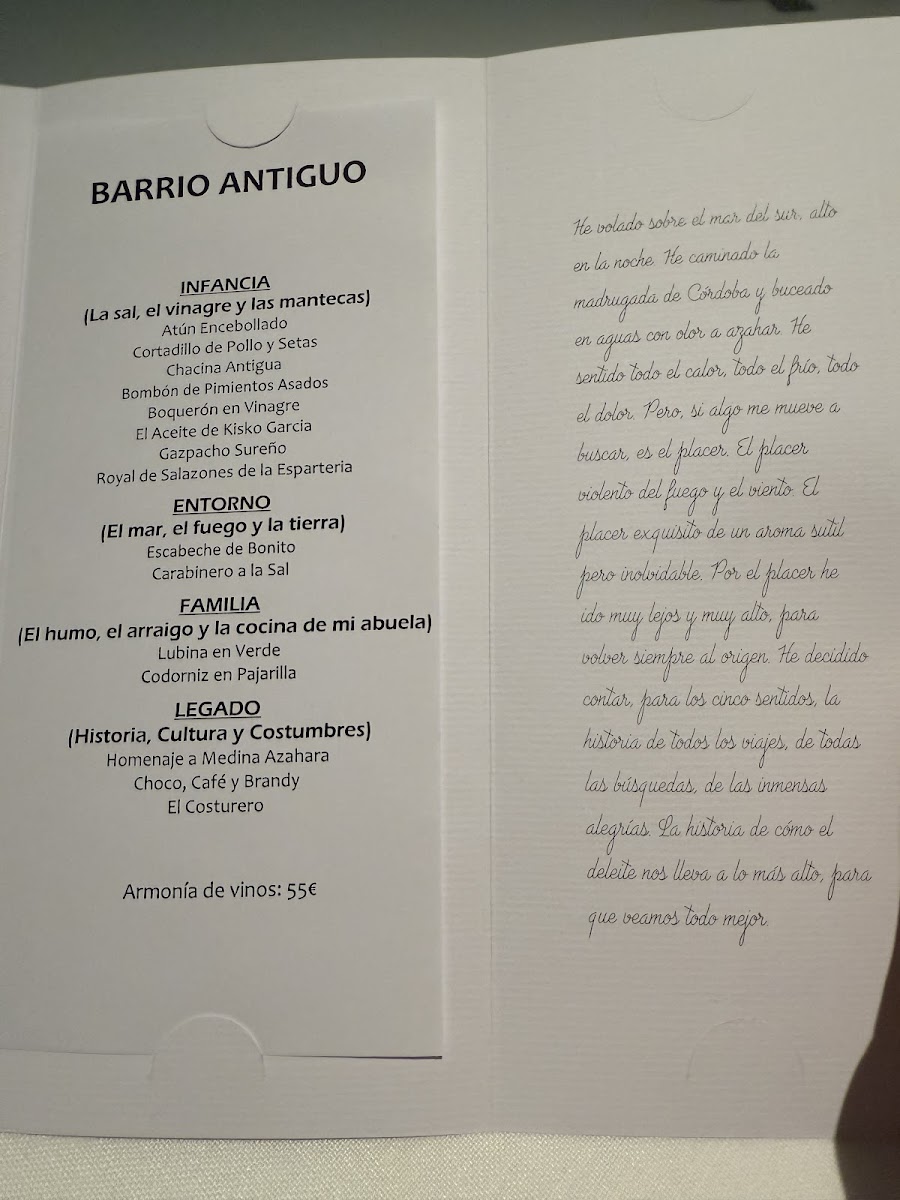 BARRIO ANTIGUO
INFANCIA
(La sal, el vinagre y las mantecas)
Atún Encebollado
Cortadillo de Pollo y Setas
Chacina Antigua
Bombón de Pimientos Asados
Boquerón en Vinagre
El Aceite de Kisko Garcia
Gazpacho Sureño
Royal de Salazones de la Esparteria
ENTORNO
(El mar, el fuego y la tierra)
Escabeche de Bonito
Carabinero a la Sal
FAMILIA
(El humo, el arraigo y la cocina de mi abuela)
Lubina en Verde
Codorniz en Pajarilla
LEGADO
(Historia, Cultura y Costumbres)
Homenaje a Medina Azahara
Choco, Café y Brandy
El Costurero
Armonía de vinos: 55€
He volado sobre el mar del sur, alto
en la noche. He caminado la
madrugada de Córdoba y buceado
en aguas con olor a azahar. He
sentido todo el calor, todo el frío, todo
el dolor. Pero, si algo me mueve a
buscar, es el placer. El placer
violento del fuego y el viento. El
placer exquisito de un aroma sutil
pero inolvidable. Por el placer he
ido muy lejos y muy alto, para
volver siempre al origen. He decidido
contar, para los cinco sentidos, la
historia de todos los viajes, de todas
las búsquedas, de las inmensas
alegrías. La historia de cómo el
deleite nos lleva a lo más alto, para
que veamos todo mejor.